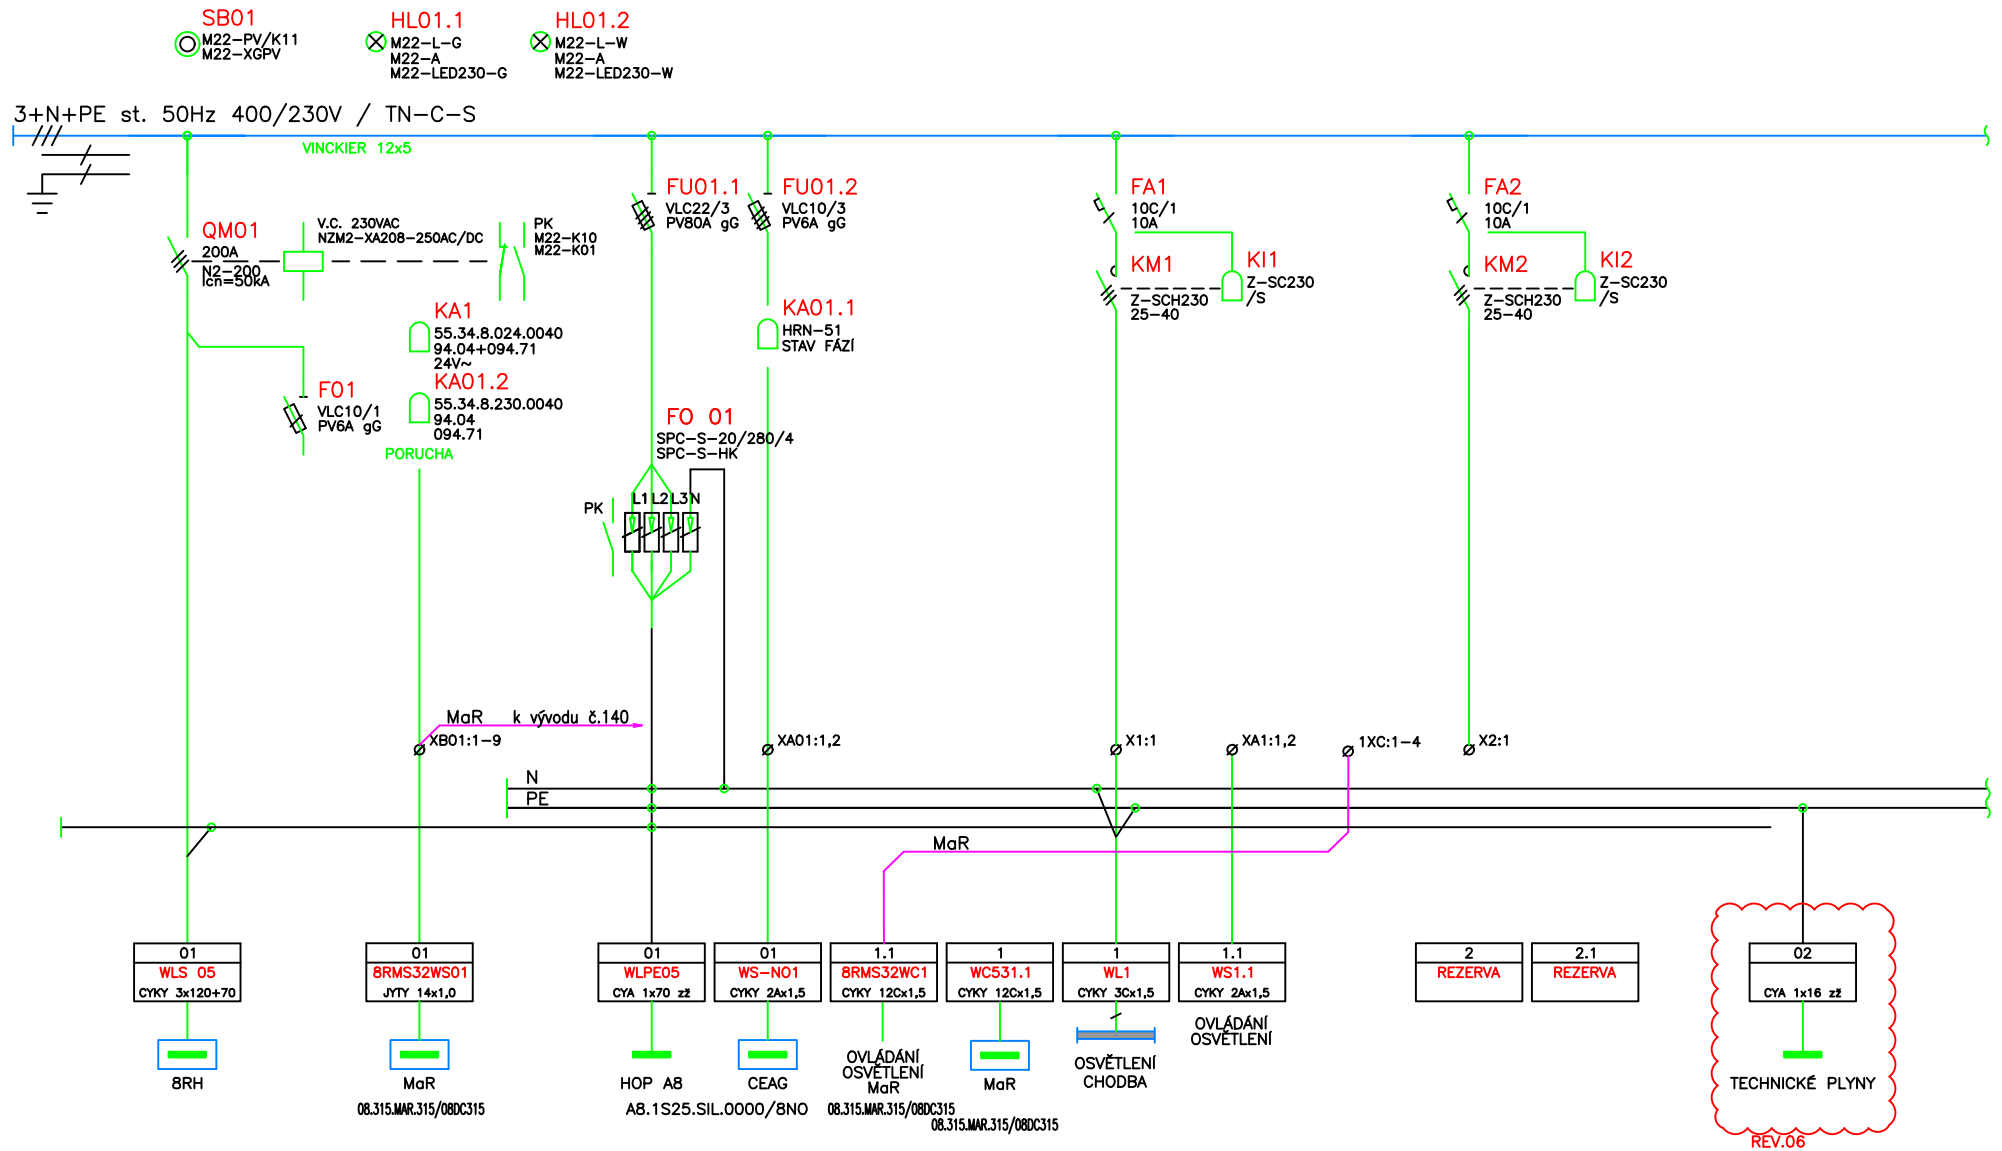 SB01
M22-PV/K11
M22-XGPV
HL01.1
M22-L-G
M22-A
M22-LED230-G
HL01.2
M22-L-W
M22-A
M22-LED230-W
3+N+PE st. 50Hz 400/230V / TN-C-S
VINCKIER 12x5
QM01
200A
N2-200
Icn=50kA
V.C. 230VAC
NZM2-XA208-250AC/DC
PK
M22-K10
M22-K01
FU01.1
VLC22/3
PV80A gG
FU01.2
VLC10/3
PV6A gG
FA1
10C/1
10A
FA2
10C/1
10A
KM1
Z-SCH230
25-40
KI1
Z-SC230
/S
KM2
Z-SCH230
25-40
KI2
Z-SC230
/S
KA1
55.34.8.024.0040
94.04+094.71
24V~
KA01.2
55.34.8.230.0040
94.04
094.71
PORUCHA
KA01.1
HRN-51
STAV FÁZÍ
F01
VLC10/1
PV6A gG
FO 01
SPC-S-20/280/4
SPC-S-HK
PK
L1 L2 L3 N
MaR k vývodu č.140
XB01:1-9
XA01:1,2
X1:1
XA1:1,2
1XC:1-4
X2:1
N
PE
MaR
01
WLS 05
CYKY 3x120+70
8RH
01
8RMS32WS01
JYTY 14x1,0
MaR
08.315.MAR.315/08DC315
01
WLPE05
CYA 1x70 zž
HOP A8
A8.1S25.SIL.0000/8NO
01
WS-NO1
CYKY 2Ax1,5
CEAG
1.1
8RMS32WC1
CYKY 12Cx1,5
OVLÁDÁNÍ
OSVĚTLENÍ
MaR
08.315.MAR.315/08DC315
1
WC531.1
CYKY 12Cx1,5
MaR
08.315.MAR.315/08DC315
1
WL1
CYKY 3Cx1,5
OSVĚTLENÍ
CHODBA
1.1
WS1.1
CYKY 2Ax1,5
OVLÁDÁNÍ
OSVĚTLENÍ
2
REZERVA
2.1
REZERVA
02
CYA 1x16 zž
TECHNICKÉ PLYNY
REV.06